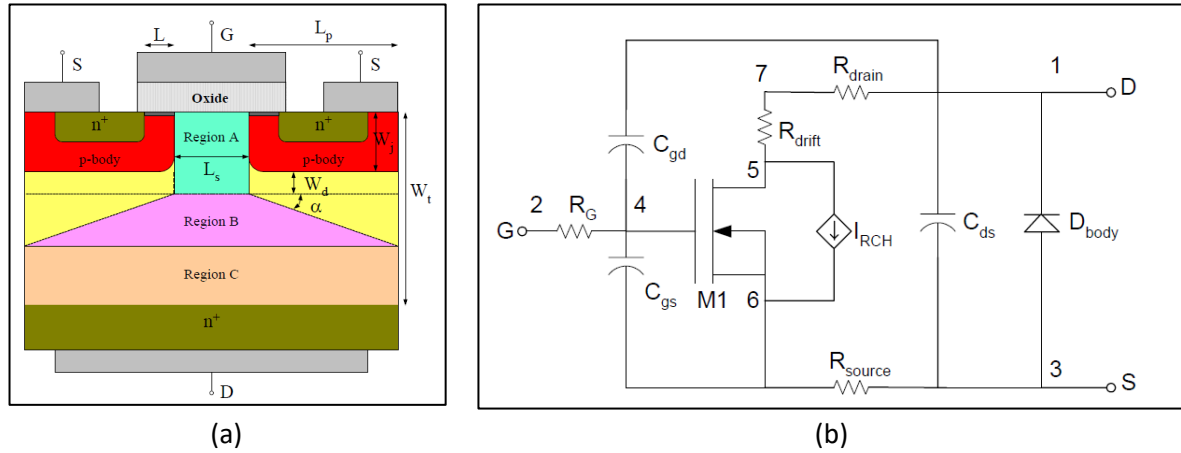 L G L_p
S S
Oxide
n+ n+
Region A
p-body p-body W_j
L_s
W_d W_t
α
Region B
Region C
n+
D
(a)
7 R_drain 1
D
R_drift
C_gd
5
2 R_G 4
G I_RCH C_ds D_body
C_gs M1 6
R_source 3
S
(b)